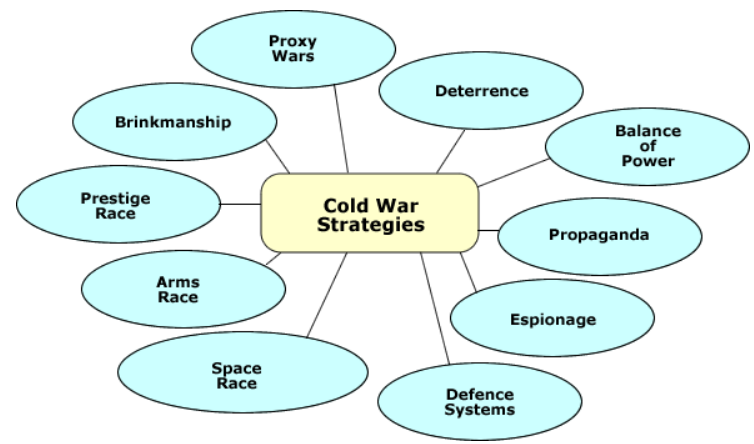 Proxy
Wars
Deterrence
Brinkmanship
Balance
of
Power
Prestige
Race
Cold War
Strategies
Propaganda
Arms
Race
Espionage
Space
Race
Defence
Systems